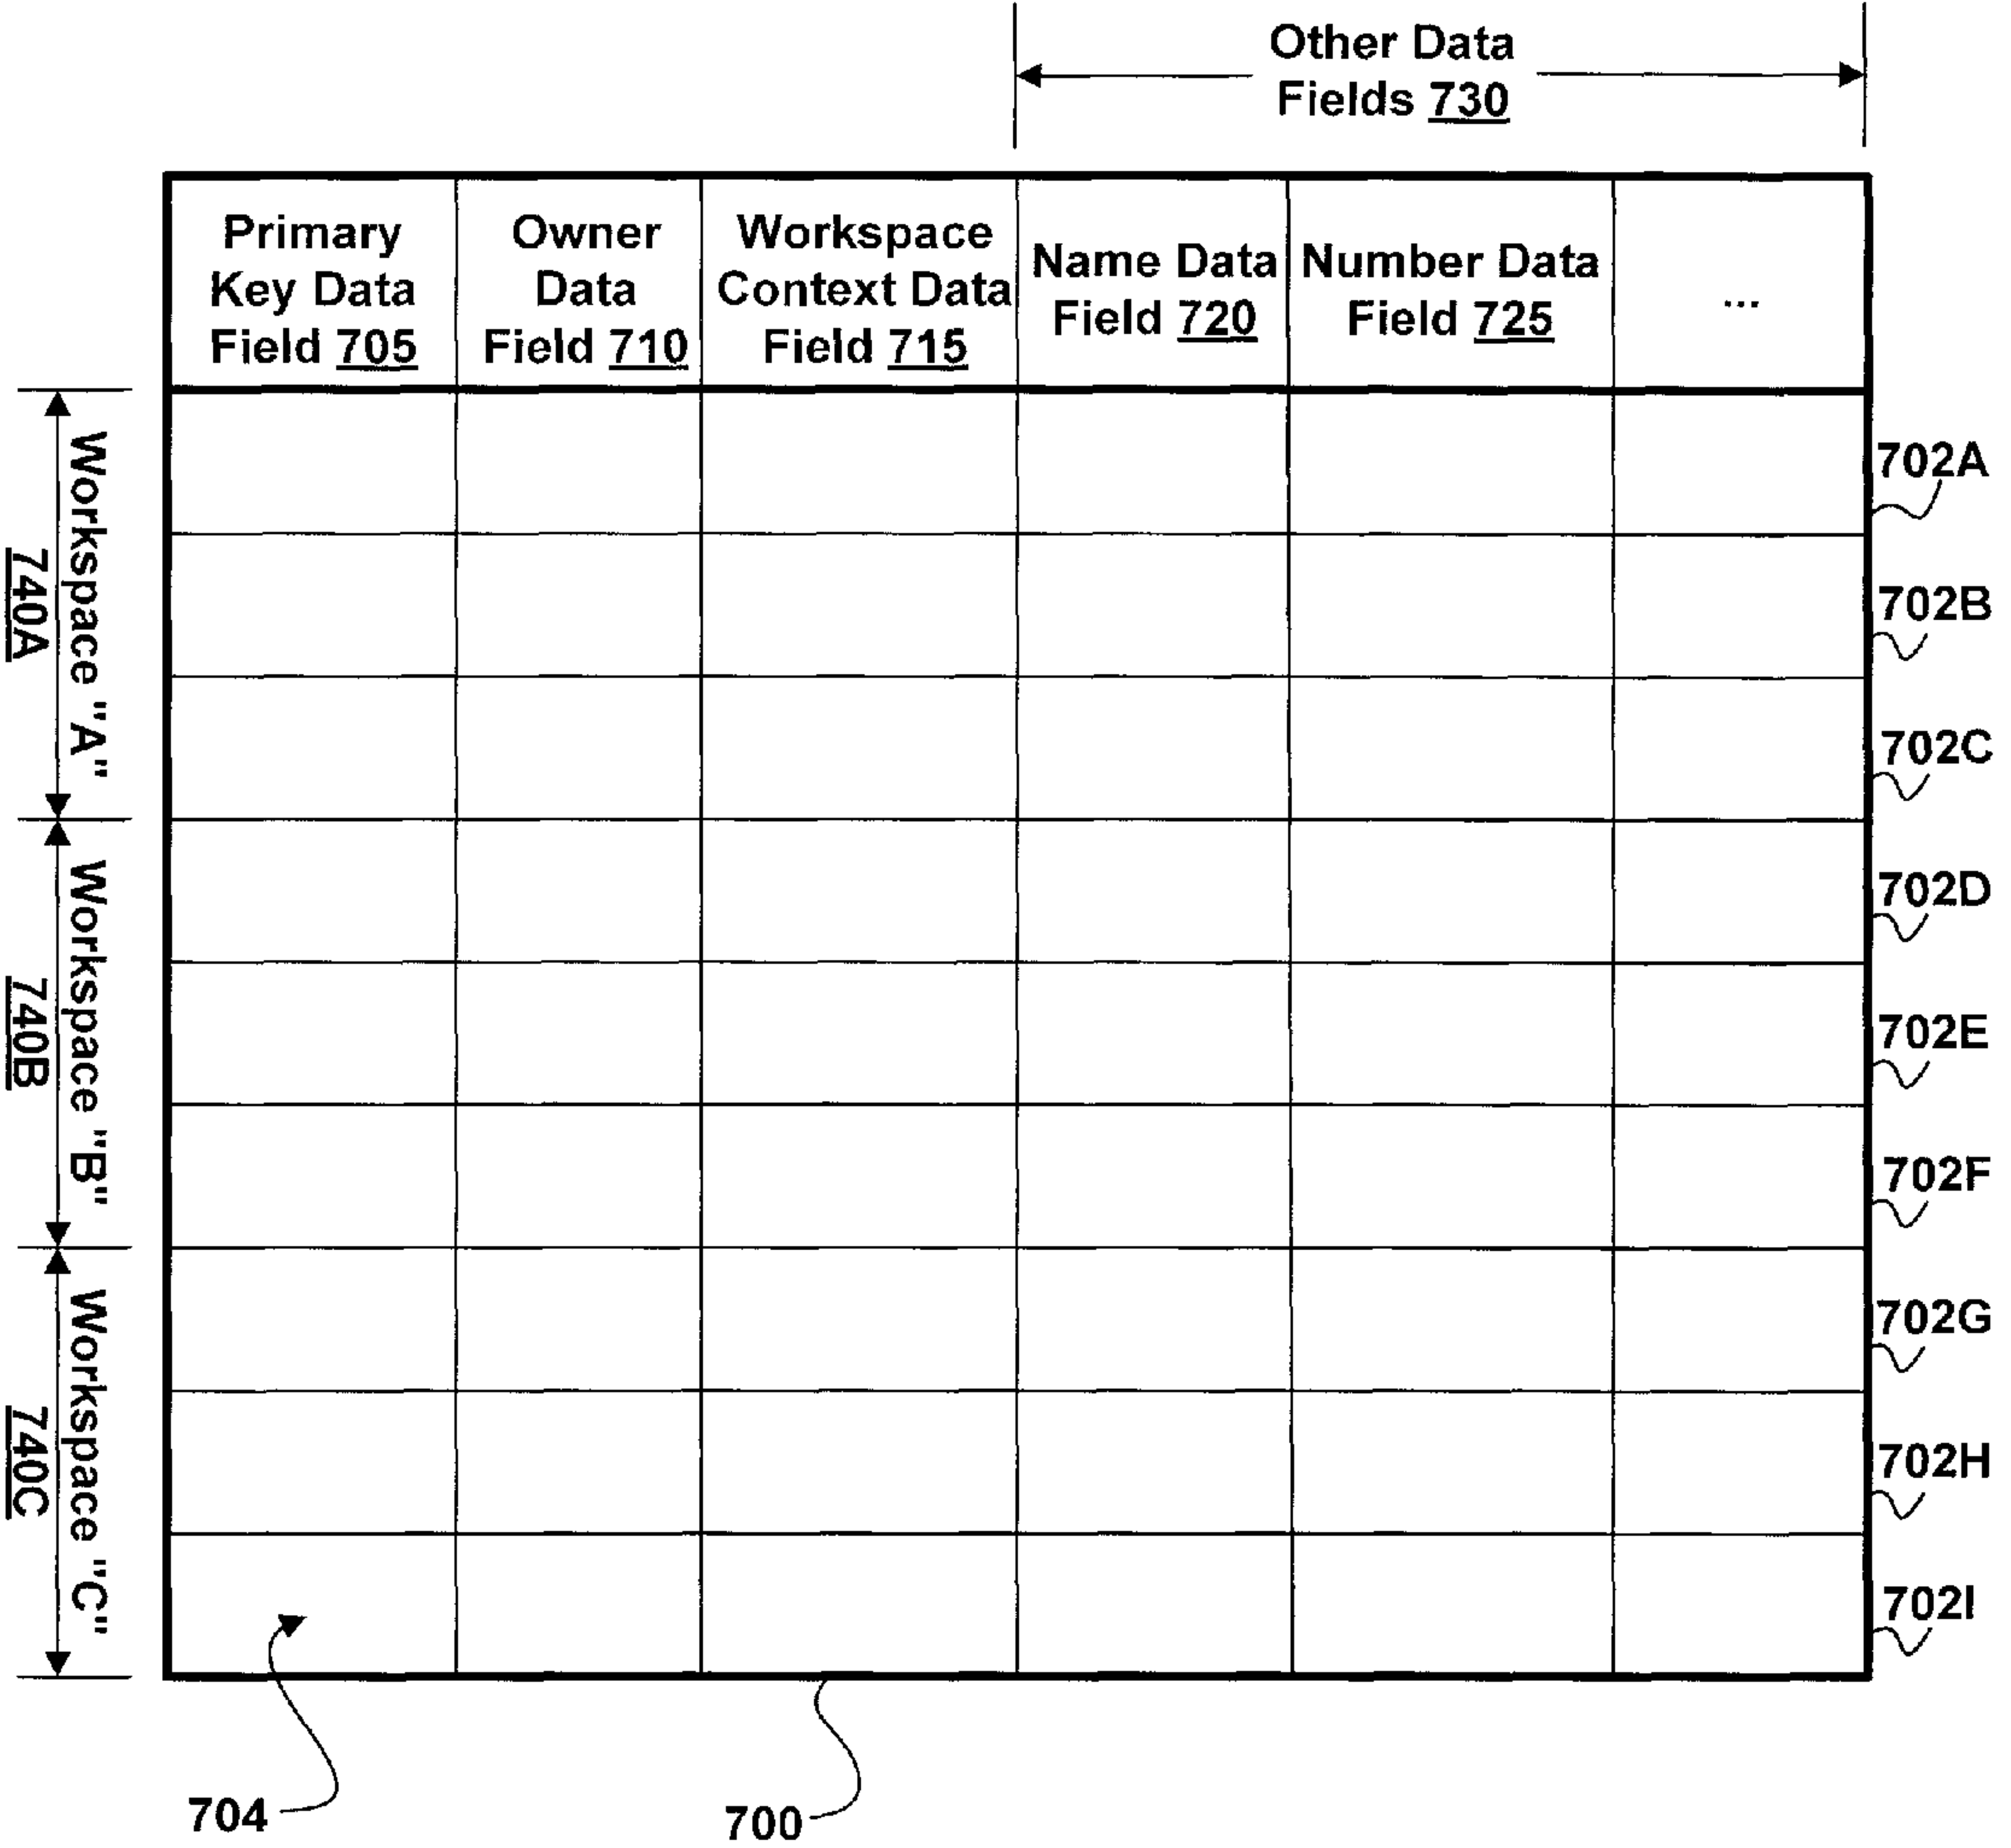 Other Data
Fields 730
Primary
Key Data
Field 705
Owner
Data
Field 710
Workspace
Context Data
Field 715
Name Data
Field 720
Number Data
Field 725
...
Workspace "A"
740A
Workspace "B"
740B
Workspace "C"
740C
702A
702B
702C
702D
702E
702F
702G
702H
702I
704
700